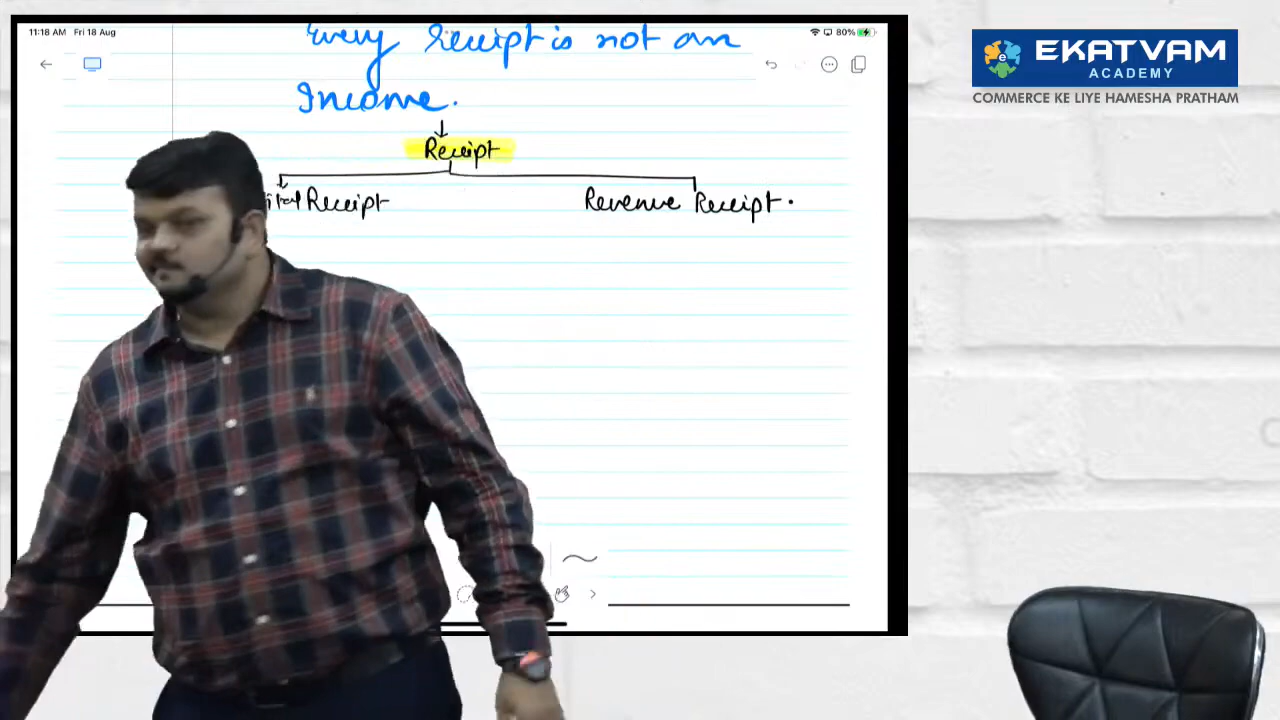 11:18 AM Fri 18 Aug
80%
Every Receipt is not an
Income.
Receipt
ital Receipt
Revenue Receipt.
EKATVAM
ACADEMY
COMMERCE KE LIYE HAMESHA PRATHAM